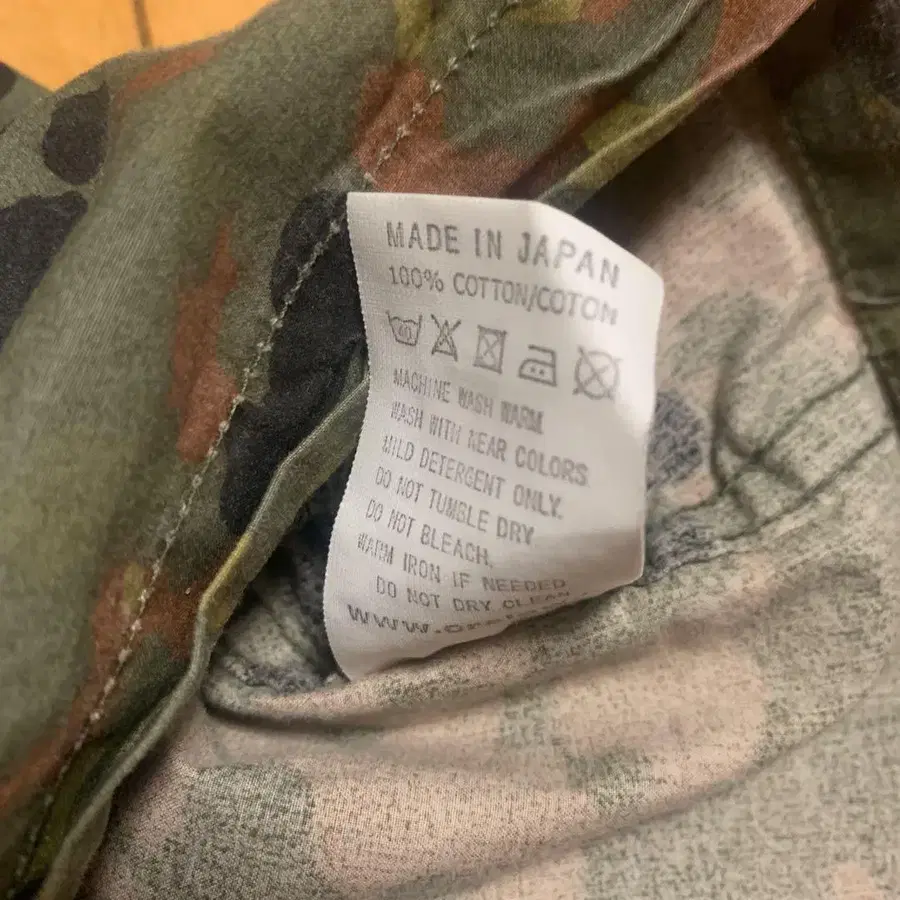 MADE IN JAPAN
100% COTTON/COTON
40
MACHINE WASH WARM
WASH WITH NEAR COLORS
MILD DETERGENT ONLY.
DO NOT TUMBLE DRY
DO NOT BLEACH.
WARM IRON IF NEEDED
DO NOT DRY CLEAN